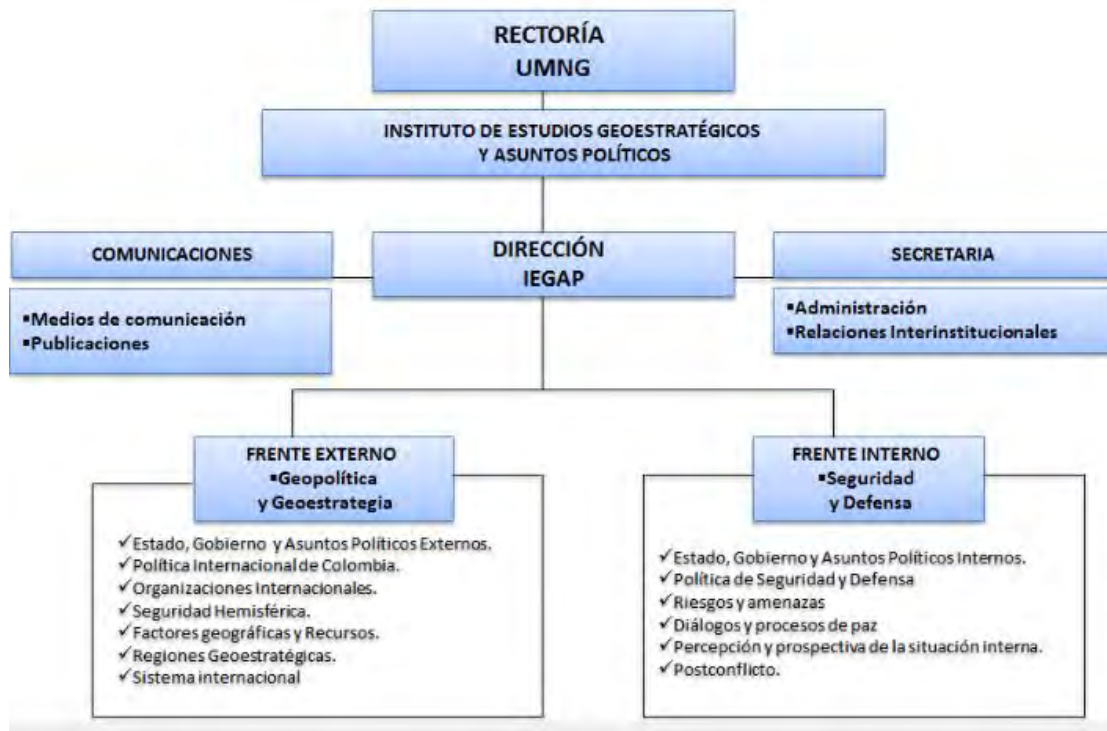 RECTORÍA
UMNG
INSTITUTO DE ESTUDIOS GEOESTRATÉGICOS
Y ASUNTOS POLÍTICOS
COMUNICACIONES
▪Medios de comunicación
▪Publicaciones
DIRECCIÓN
IEGAP
SECRETARIA
▪Administración
▪Relaciones Interinstitucionales
FRENTE EXTERNO
▪Geopolítica
y Geoestrategia
✓Estado, Gobierno y Asuntos Políticos Externos.
✓Política Internacional de Colombia.
✓Organizaciones Internacionales.
✓Seguridad Hemisférica.
✓Factores geográficas y Recursos.
✓Regiones Geoestratégicas.
✓Sistema internacional
FRENTE INTERNO
▪Seguridad
y Defensa
✓Estado, Gobierno y Asuntos Políticos Internos.
✓Política de Seguridad y Defensa
✓Riesgos y amenazas
✓Diálogos y procesos de paz
✓Percepción y prospectiva de la situación interna.
✓Postconflicto.